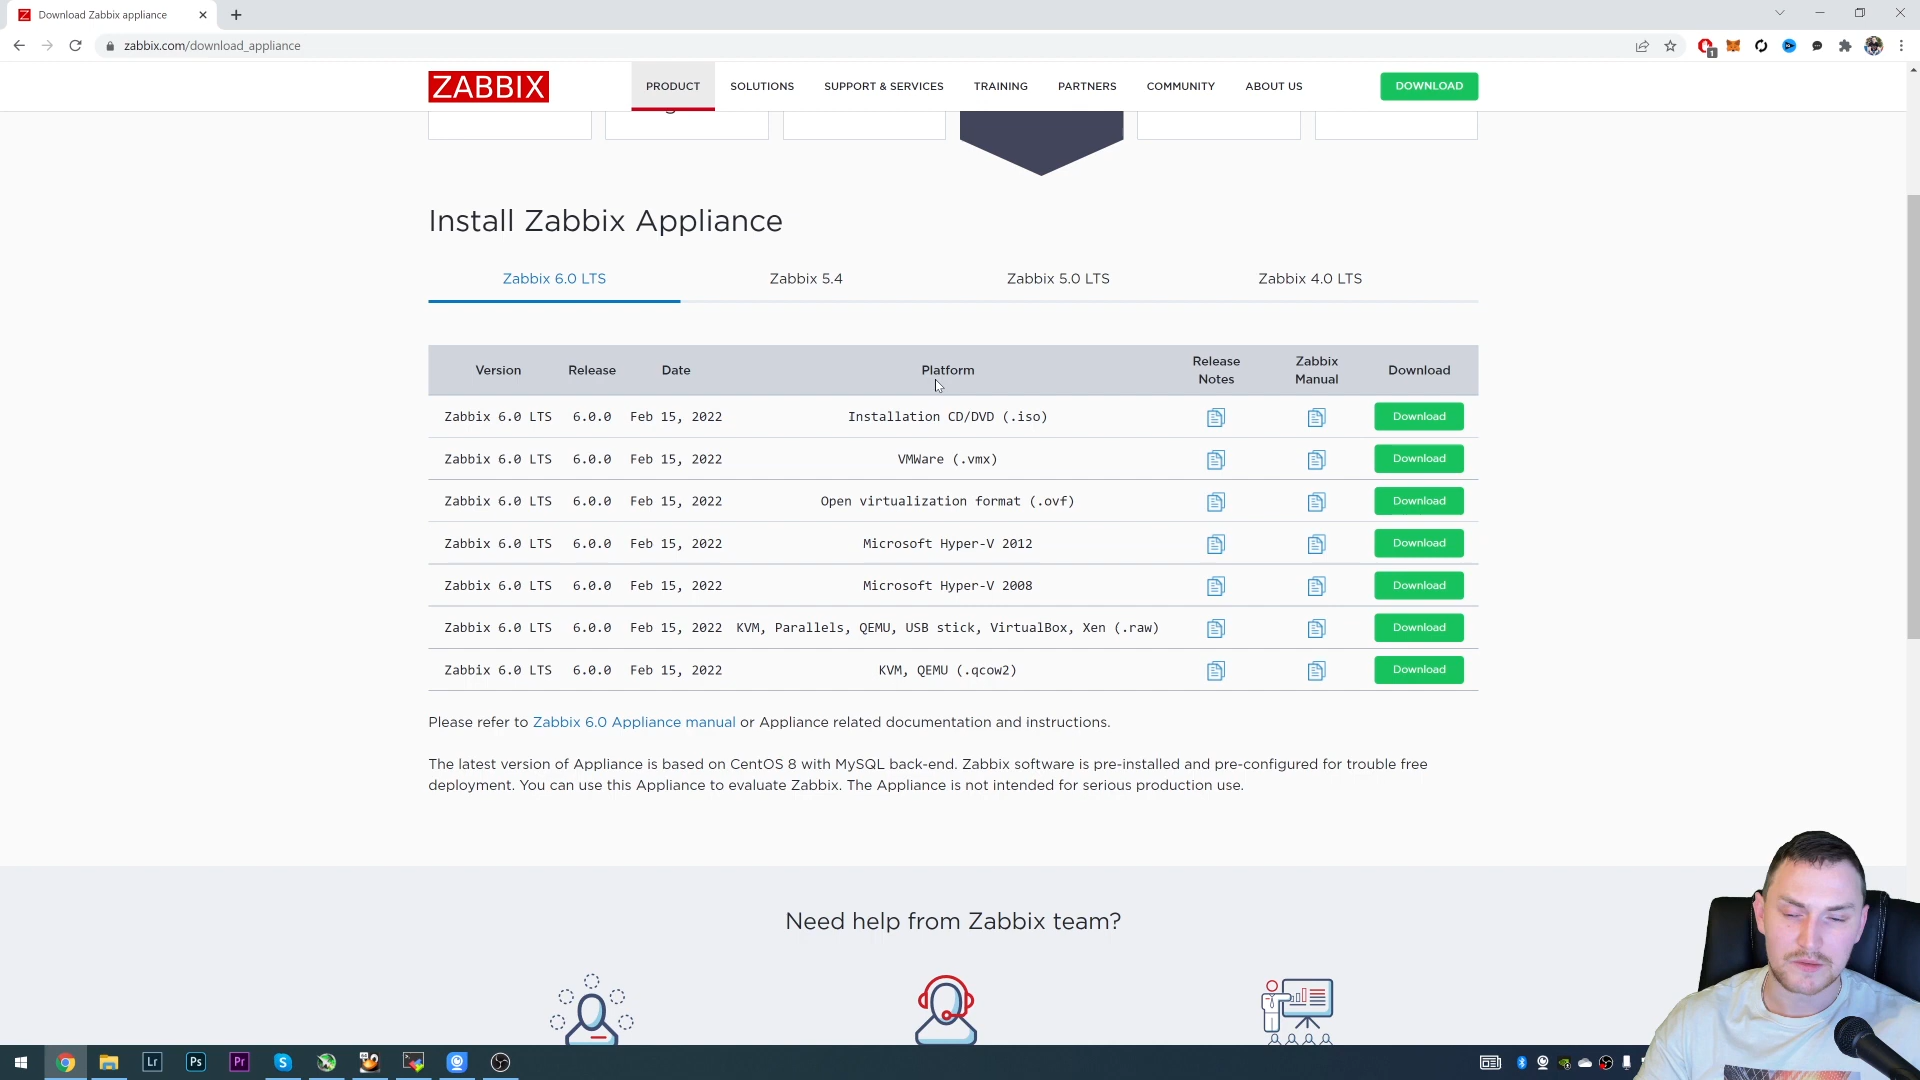 Download Zabbix appliance
zabbix.com/download_appliance
1
ZABBIX
PRODUCT
SOLUTIONS
SUPPORT & SERVICES
TRAINING
PARTNERS
COMMUNITY
ABOUT US
DOWNLOAD
Install Zabbix Appliance
Zabbix 6.0 LTS
Zabbix 5.4
Zabbix 5.0 LTS
Zabbix 4.0 LTS
Version Release Date Platform Release Notes Zabbix Manual Download
Zabbix 6.0 LTS 6.0.0 Feb 15, 2022 Installation CD/DVD (.iso) Download
Zabbix 6.0 LTS 6.0.0 Feb 15, 2022 VMWare (.vmx) Download
Zabbix 6.0 LTS 6.0.0 Feb 15, 2022 Open virtualization format (.ovf) Download
Zabbix 6.0 LTS 6.0.0 Feb 15, 2022 Microsoft Hyper-V 2012 Download
Zabbix 6.0 LTS 6.0.0 Feb 15, 2022 Microsoft Hyper-V 2008 Download
Zabbix 6.0 LTS 6.0.0 Feb 15, 2022 KVM, Parallels, QEMU, USB stick, VirtualBox, Xen (.raw) Download
Zabbix 6.0 LTS 6.0.0 Feb 15, 2022 KVM, QEMU (.qcow2) Download
Please refer to Zabbix 6.0 Appliance manual or Appliance related documentation and instructions.
The latest version of Appliance is based on CentOS 8 with MySQL back-end. Zabbix software is pre-installed and pre-configured for trouble free
deployment. You can use this Appliance to evaluate Zabbix. The Appliance is not intended for serious production use.
Need help from Zabbix team?
Lr
Ps
Pr
S